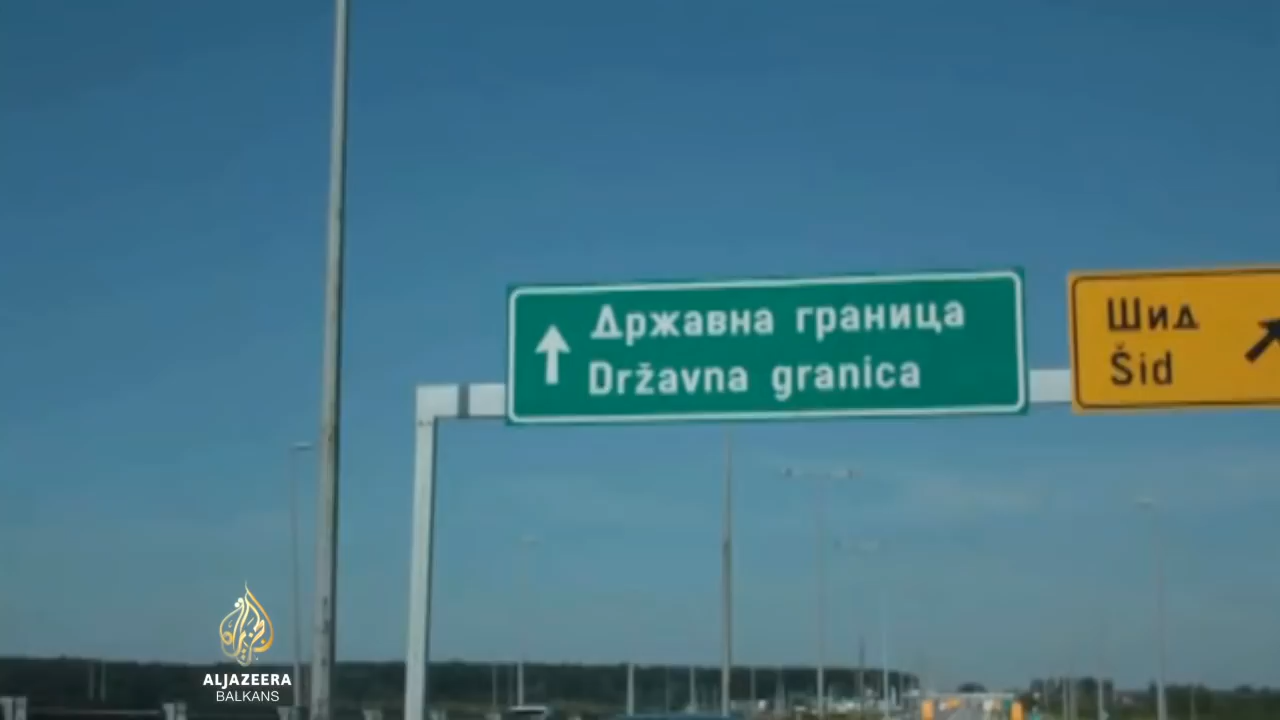 Државна граница
Državna granica
Шид
Šid
ALJAZEERA
BALKANS